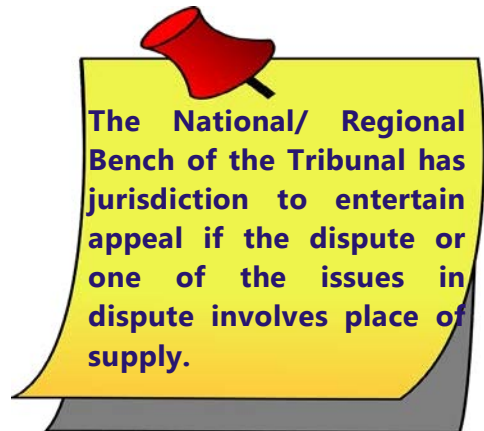 The National/ Regional
Bench of the Tribunal has
jurisdiction to entertain
appeal if the dispute or
one of the issues in
dispute involves place of
supply.